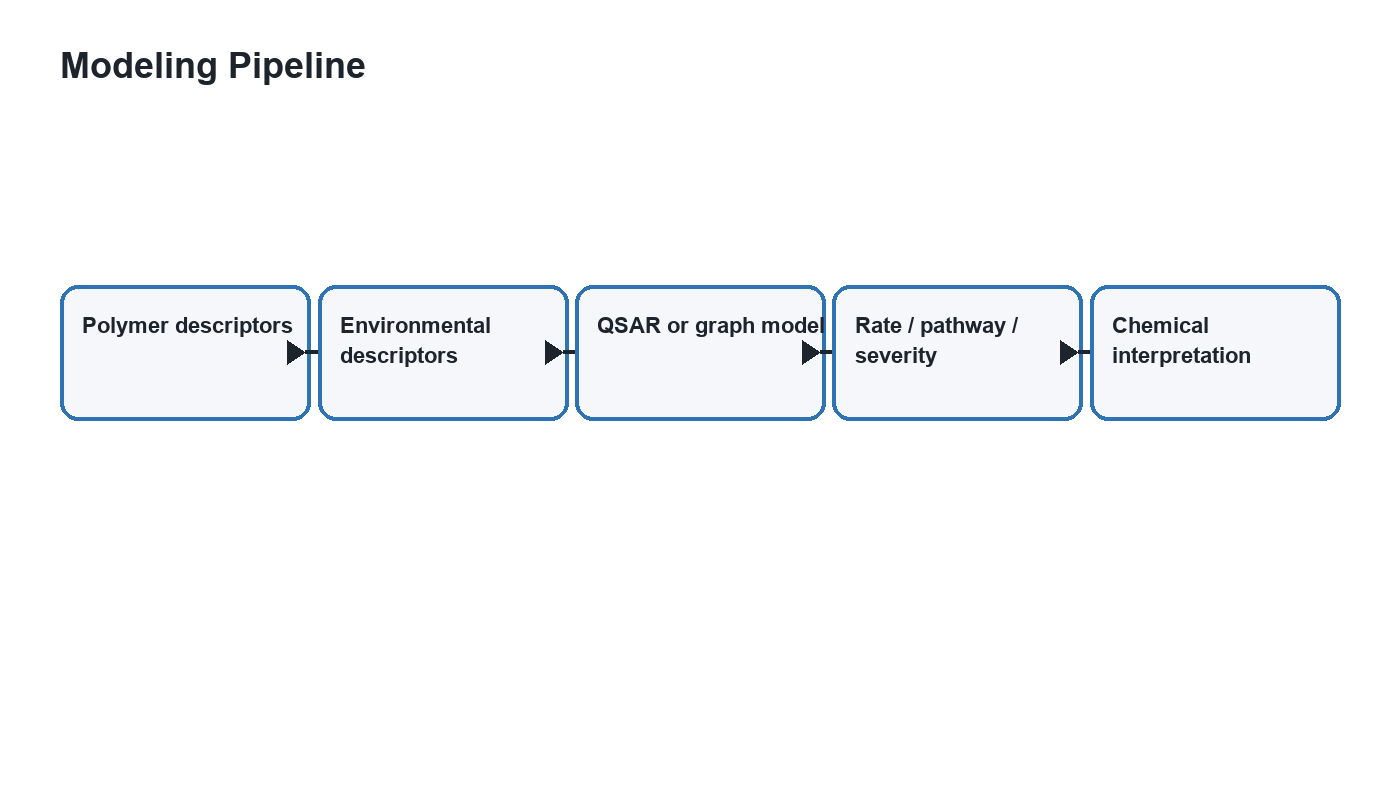 Modeling Pipeline
Polymer descriptors
Environmental
descriptors
QSAR or graph model
Rate / pathway /
severity
Chemical
interpretation